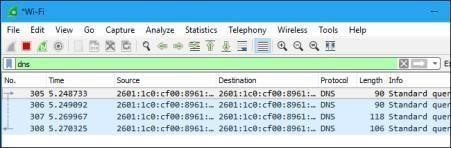 *Wi-Fi
File Edit View Go Capture Analyze Statistics Telephony Wireless Tools Help
dns
No. Time Source Destination Protocol Length Info
305 5.248733 2601:1c0:cf00:8961:… 2601:1c0:cf00:8961:… DNS 90 Standard quer
306 5.249092 2601:1c0:cf00:8961:… 2601:1c0:cf00:8961:… DNS 90 Standard quer
307 5.269967 2601:1c0:cf00:8961:… 2601:1c0:cf00:8961:… DNS 118 Standard quer
308 5.270325 2601:1c0:cf00:8961:… 2601:1c0:cf00:8961:… DNS 106 Standard quer